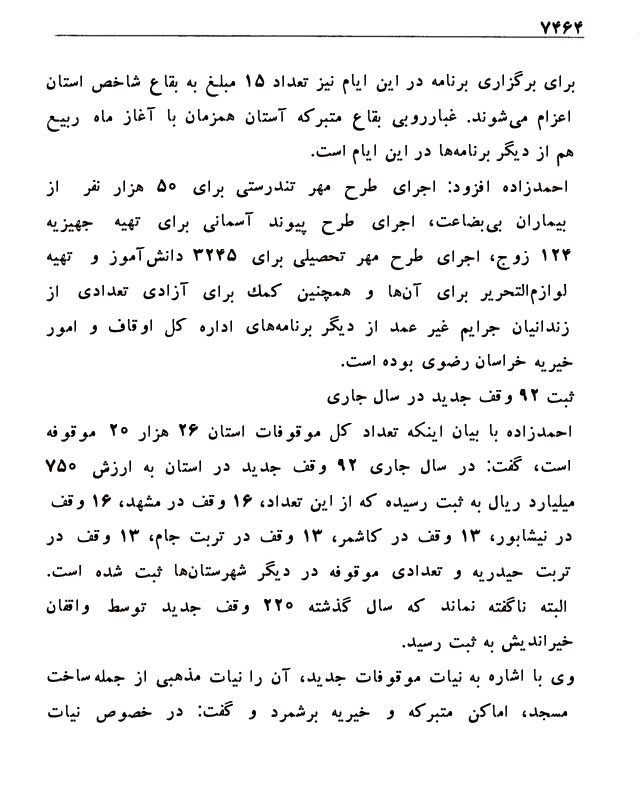 ۷۴۶۴
برای برگزاری برنامه در این ایام نیز تعداد ۱۵ مبلغ به بقاع شاخص استان
اعزام می‌شوند. غبارروبی بقاع متبرکه آستان همزمان با آغاز ماه ربیع
هم از دیگر برنامه‌ها در این ایام است.
احمدزاده افزود: اجرای طرح مهر تندرستی برای ۵۰ هزار نفر از
بیماران بی‌بضاعت، اجرای طرح پیوند آسمانی برای تهیه جهیزیه
۱۲۴ زوج، اجرای طرح مهر تحصیلی برای ۳۲۴۵ دانش‌آموز و تهیه
لوازم‌التحریر برای آن‌ها و همچنین کمك برای آزادی تعدادی از
زندانیان جرایم غیر عمد از دیگر برنامه‌های اداره کل اوقاف و امور
خیریه خراسان رضوی بوده است.
ثبت ۹۲ وقف جدید در سال جاری
احمدزاده با بیان اینکه تعداد کل موقوفات استان ۲۶ هزار ۲۰ موقوفه
است، گفت: در سال جاری ۹۲ وقف جدید در استان به ارزش ۷۵۰
میلیارد ریال به ثبت رسیده که از این تعداد، ۱۶ وقف در مشهد، ۱۶ وقف
در نیشابور، ۱۳ وقف در کاشمر، ۱۳ وقف در تربت جام، ۱۳ وقف در
تربت حیدریه و تعدادی موقوفه در دیگر شهرستان‌ها ثبت شده است.
البته ناگفته نماند که سال گذشته ۲۲۰ وقف جدید توسط واقفان
خیراندیش به ثبت رسید.
وی با اشاره به نیات موقوفات جدید، آن را نیات مذهبی از جمله ساخت
مسجد، اماکن متبرکه و خیریه برشمرد و گفت: در خصوص نیات